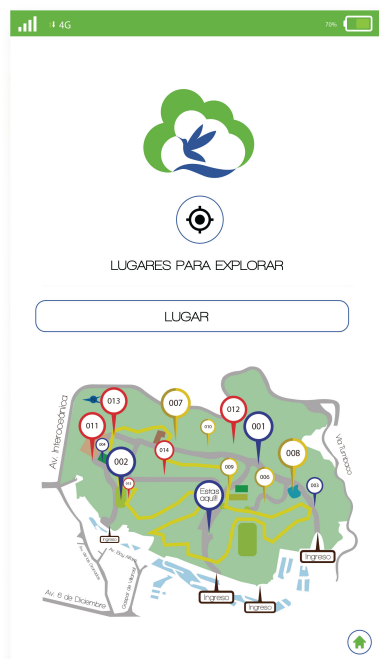 4G
70%
LUGARES PARA EXPLORAR
LUGAR
Av. Interoceánica
Vía Tumbaco
013
007
012
011
010
001
004
014
002
009
008
006
003
Estas
aquí!
Ingreso
Ingreso
Av. 6 de Diciembre
Ingreso
Ingreso